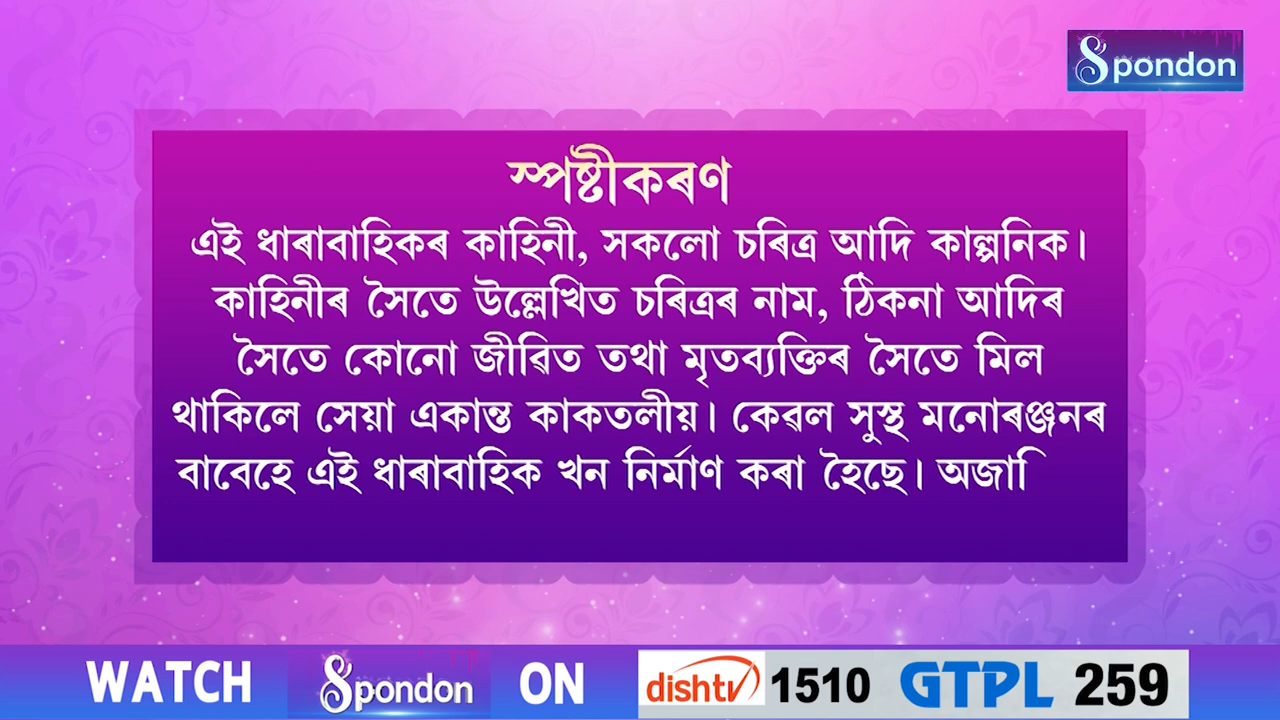 Spondon
স্পষ্টীকৰণ
এই ধাৰাবাহিকৰ কাহিনী, সকলো চৰিত্ৰ আদি কাল্পনিক।
কাহিনীৰ সৈতে উল্লেখিত চৰিত্ৰৰ নাম, ঠিকনা আদিৰ
সৈতে কোনো জীৱিত তথা মৃতব্যক্তিৰ সৈতে মিল
থাকিলে সেয়া একান্ত কাকতলীয়। কেৱল সুস্থ মনোৰঞ্জনৰ
বাবেহে এই ধাৰাবাহিক খন নিৰ্মাণ কৰা হৈছে। অজাি
WATCH Spondon ON dishtv 1510 GTPL 259